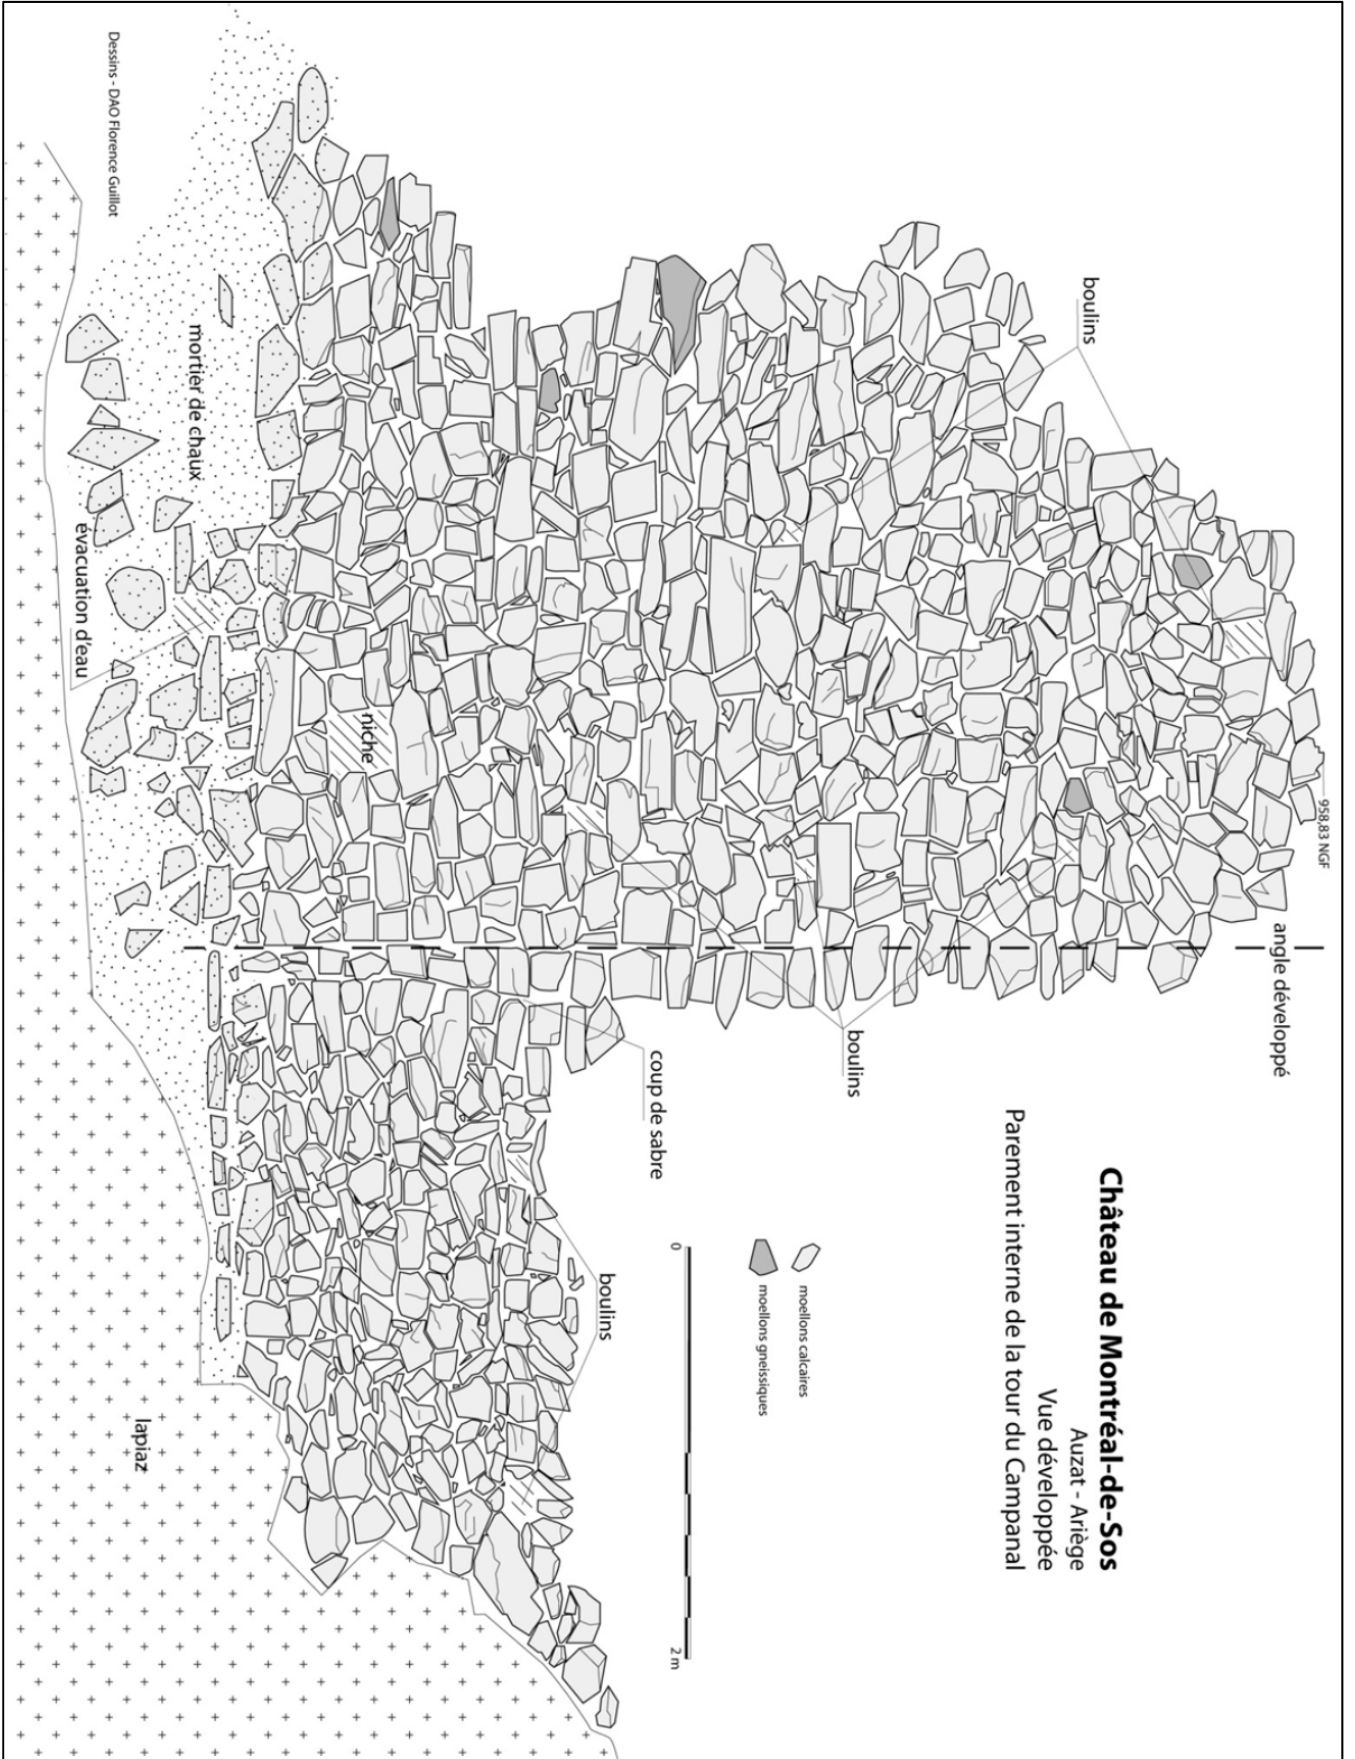 Château de Montréal-de-Sos
Auzat - Ariège
Vue développée
Parement interne de la tour du Campanal
moellons calcaires
moellons gneissiques
0
2 m
958,83 NGF
angle développé
boulins
boulins
coup de sabre
boulins
niche
mortier de chaux
évacuation d'eau
lapiaz
Dessins - DAO Florence Guillot